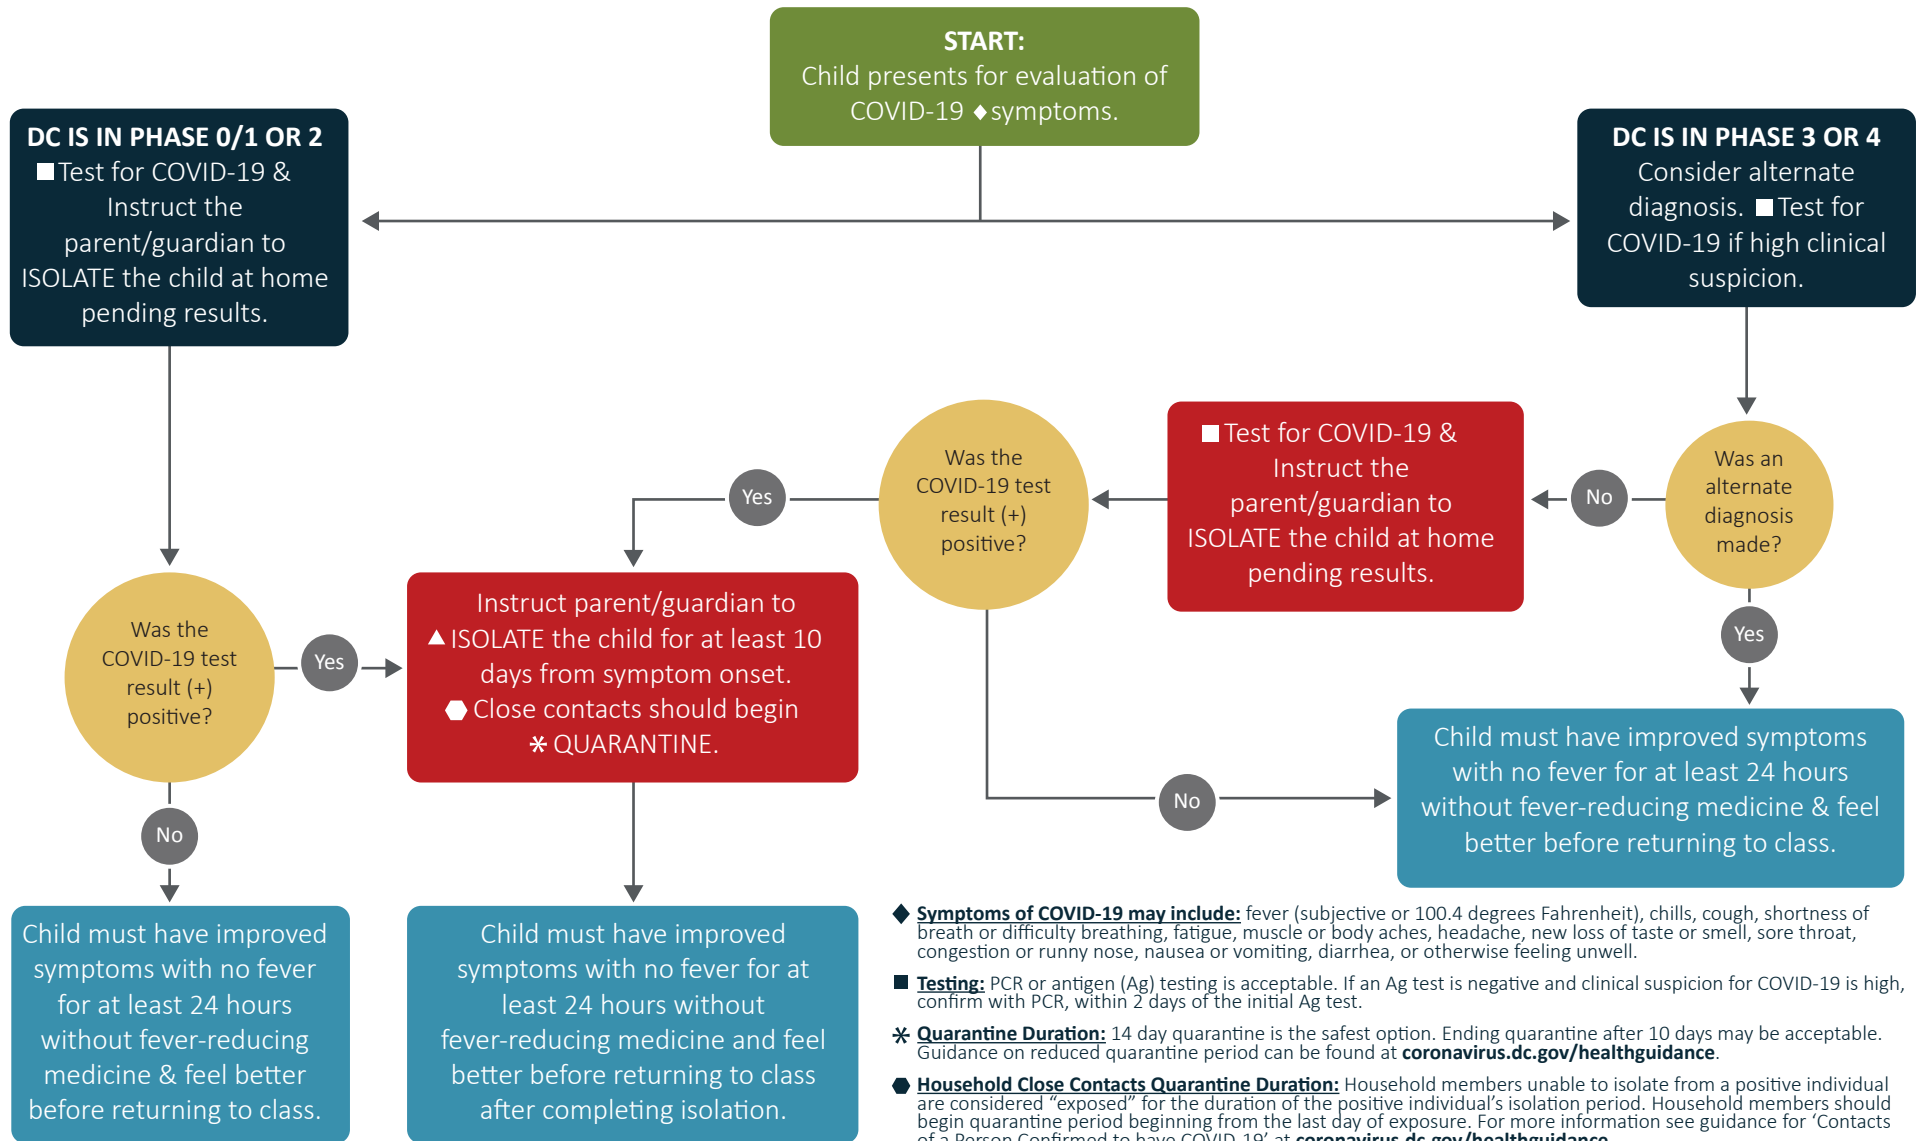 START:
Child presents for evaluation of
COVID-19 ♦ symptoms.
DC IS IN PHASE 0/1 OR 2
■ Test for COVID-19 &
Instruct the
parent/guardian to
ISOLATE the child at home
pending results.
DC IS IN PHASE 3 OR 4
Consider alternate
diagnosis. ■ Test for
COVID-19 if high clinical
suspicion.
Was an
alternate
diagnosis
made?
No
Yes
■ Test for COVID-19 &
Instruct the
parent/guardian to
ISOLATE the child at home
pending results.
Was the
COVID-19 test
result (+)
positive?
Yes
No
Was the
COVID-19 test
result (+)
positive?
Yes
No
Instruct parent/guardian to
▲ ISOLATE the child for at least 10
days from symptom onset.
⬣ Close contacts should begin
* QUARANTINE.
Child must have improved symptoms
with no fever for at least 24 hours
without fever-reducing medicine & feel
better before returning to class.
Child must have improved
symptoms with no fever
for at least 24 hours
without fever-reducing
medicine & feel better
before returning to class.
Child must have improved
symptoms with no fever for at
least 24 hours without
fever-reducing medicine and feel
better before returning to class
after completing isolation.
♦ Symptoms of COVID-19 may include: fever (subjective or 100.4 degrees Fahrenheit), chills, cough, shortness of
breath or difficulty breathing, fatigue, muscle or body aches, headache, new loss of taste or smell, sore throat,
congestion or runny nose, nausea or vomiting, diarrhea, or otherwise feeling unwell.
■ Testing: PCR or antigen (Ag) testing is acceptable. If an Ag test is negative and clinical suspicion for COVID-19 is high,
confirm with PCR, within 2 days of the initial Ag test.
* Quarantine Duration: 14 day quarantine is the safest option. Ending quarantine after 10 days may be acceptable.
Guidance on reduced quarantine period can be found at coronavirus.dc.gov/healthguidance.
⬣ Household Close Contacts Quarantine Duration: Household members unable to isolate from a positive individual
are considered “exposed” for the duration of the positive individual’s isolation period. Household members should
begin quarantine period beginning from the last day of exposure. For more information see guidance for ‘Contacts
of a Person Confirmed to have COVID-19’ at coronavirus.dc.gov/healthguidance